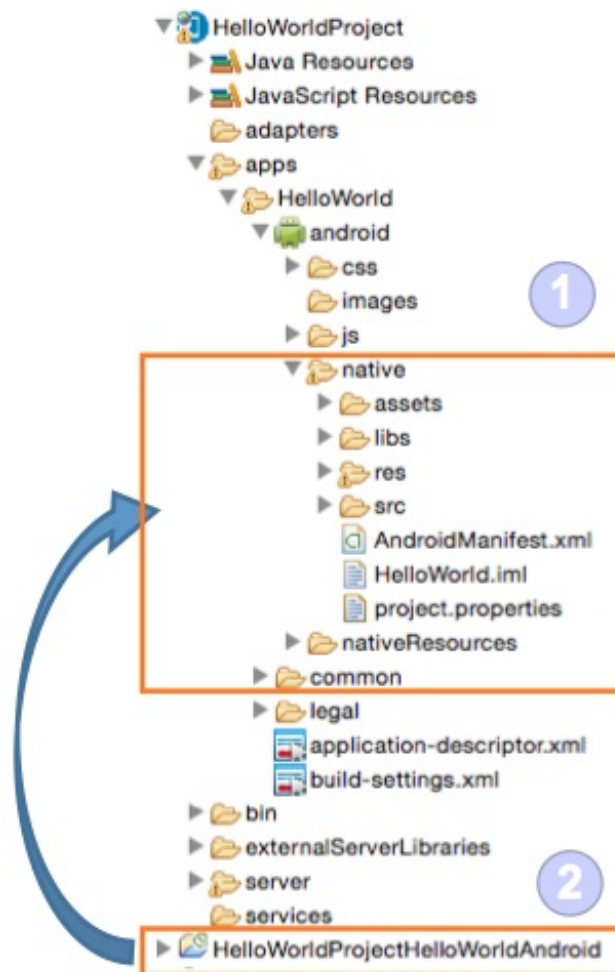 HelloWorldProject
Java Resources
JavaScript Resources
adapters
apps
HelloWorld
android
css
images
1
js
native
assets
libs
res
src
AndroidManifest.xml
HelloWorld.iml
project.properties
nativeResources
common
legal
application-descriptor.xml
build-settings.xml
bin
externalServerLibraries
server
2
services
HelloWorldProjectHelloWorldAndroid